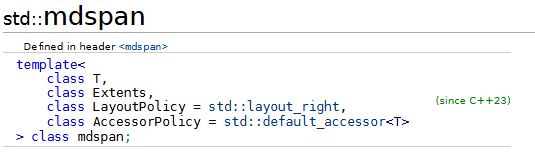 std::mdspan
Defined in header <mdspan>
template<
    class T,
    class Extents,
    class LayoutPolicy = std::layout_right,
    class AccessorPolicy = std::default_accessor<T>
> class mdspan;
(since C++23)